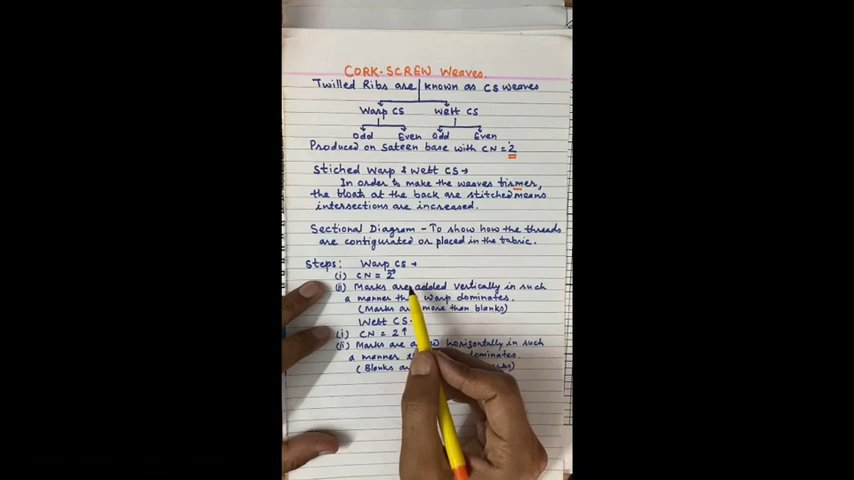 CORK-SCREW Weaves.
Twilled Ribs are known as CS weaves
Warp CS weft CS
Odd Even Odd Even
Produced on Sateen base with CN = 2
Stiched Warp & Weft CS →
In order to make the weaves firmer,
the float at the back are stitched means
intersections are increased.
Sectional Diagram - To show how the threads
are configurated or placed in the fabric.
Steps: Warp CS →
(i) CN = 2→
(ii) Marks are added vertically in such
a manner warp dominates.
(Marks are more than blanks)
Weft CS
(i) CN = 2↑
(ii) Marks are horizontally in such
a manner dominates.
(Blanks